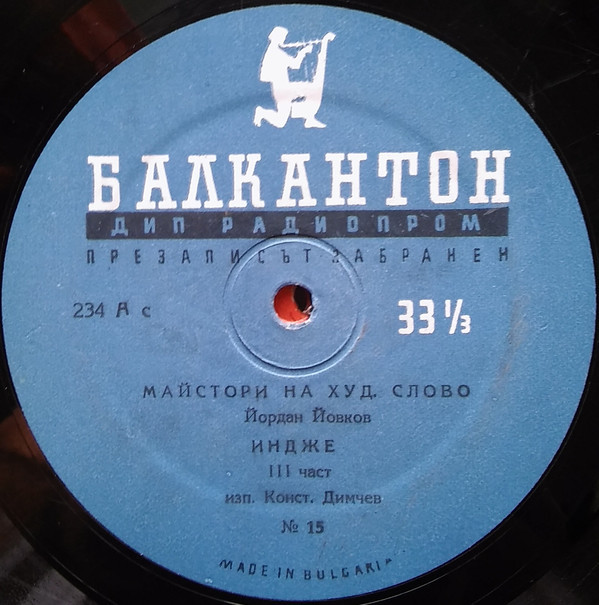 БАЛКАНТОН
ДИП РАДИОПРОМ
ПРЕЗАПИСЪТ ЗАБРАНЕН
234 А с
33 ⅓
МАЙСТОРИ НА ХУД. СЛОВО
Йордан Йовков
ИНДЖЕ
III част
изп. Конст. Димчев
№ 15
MADE IN BULGARIA